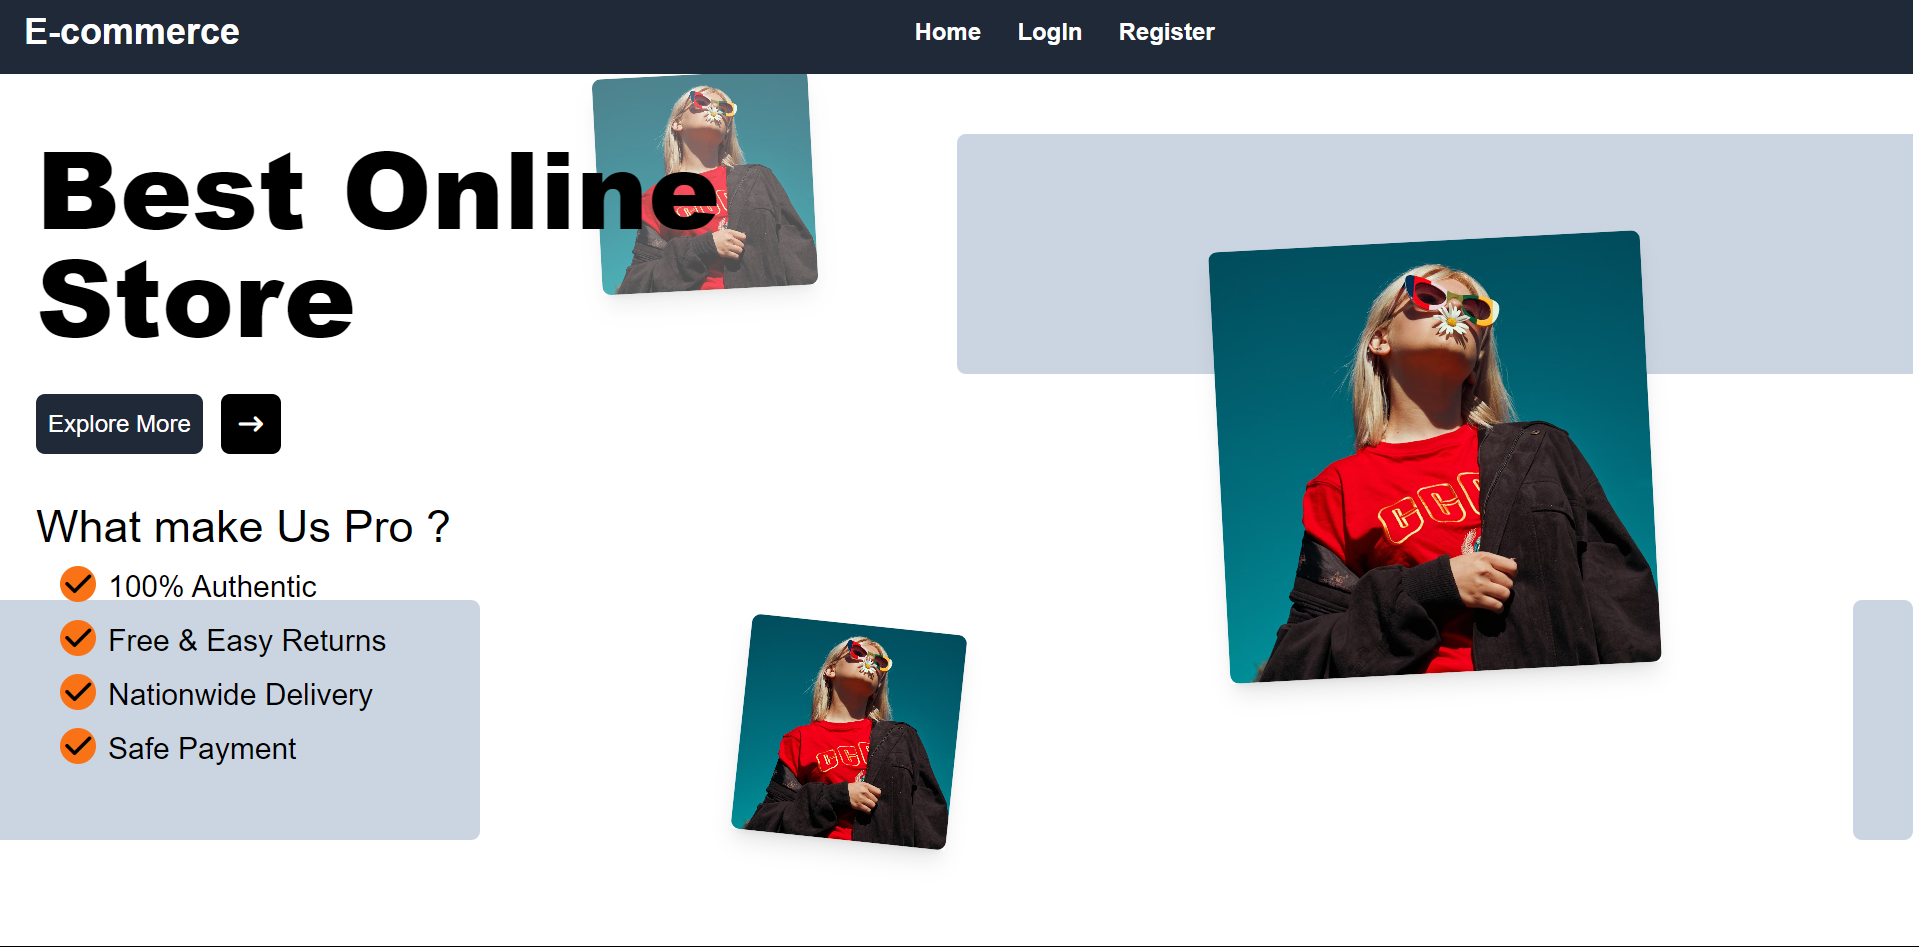 E-commerce
Home LogIn Register
Best Online
Store
Explore More
What make Us Pro ?
100% Authentic
Free & Easy Returns
Nationwide Delivery
Safe Payment